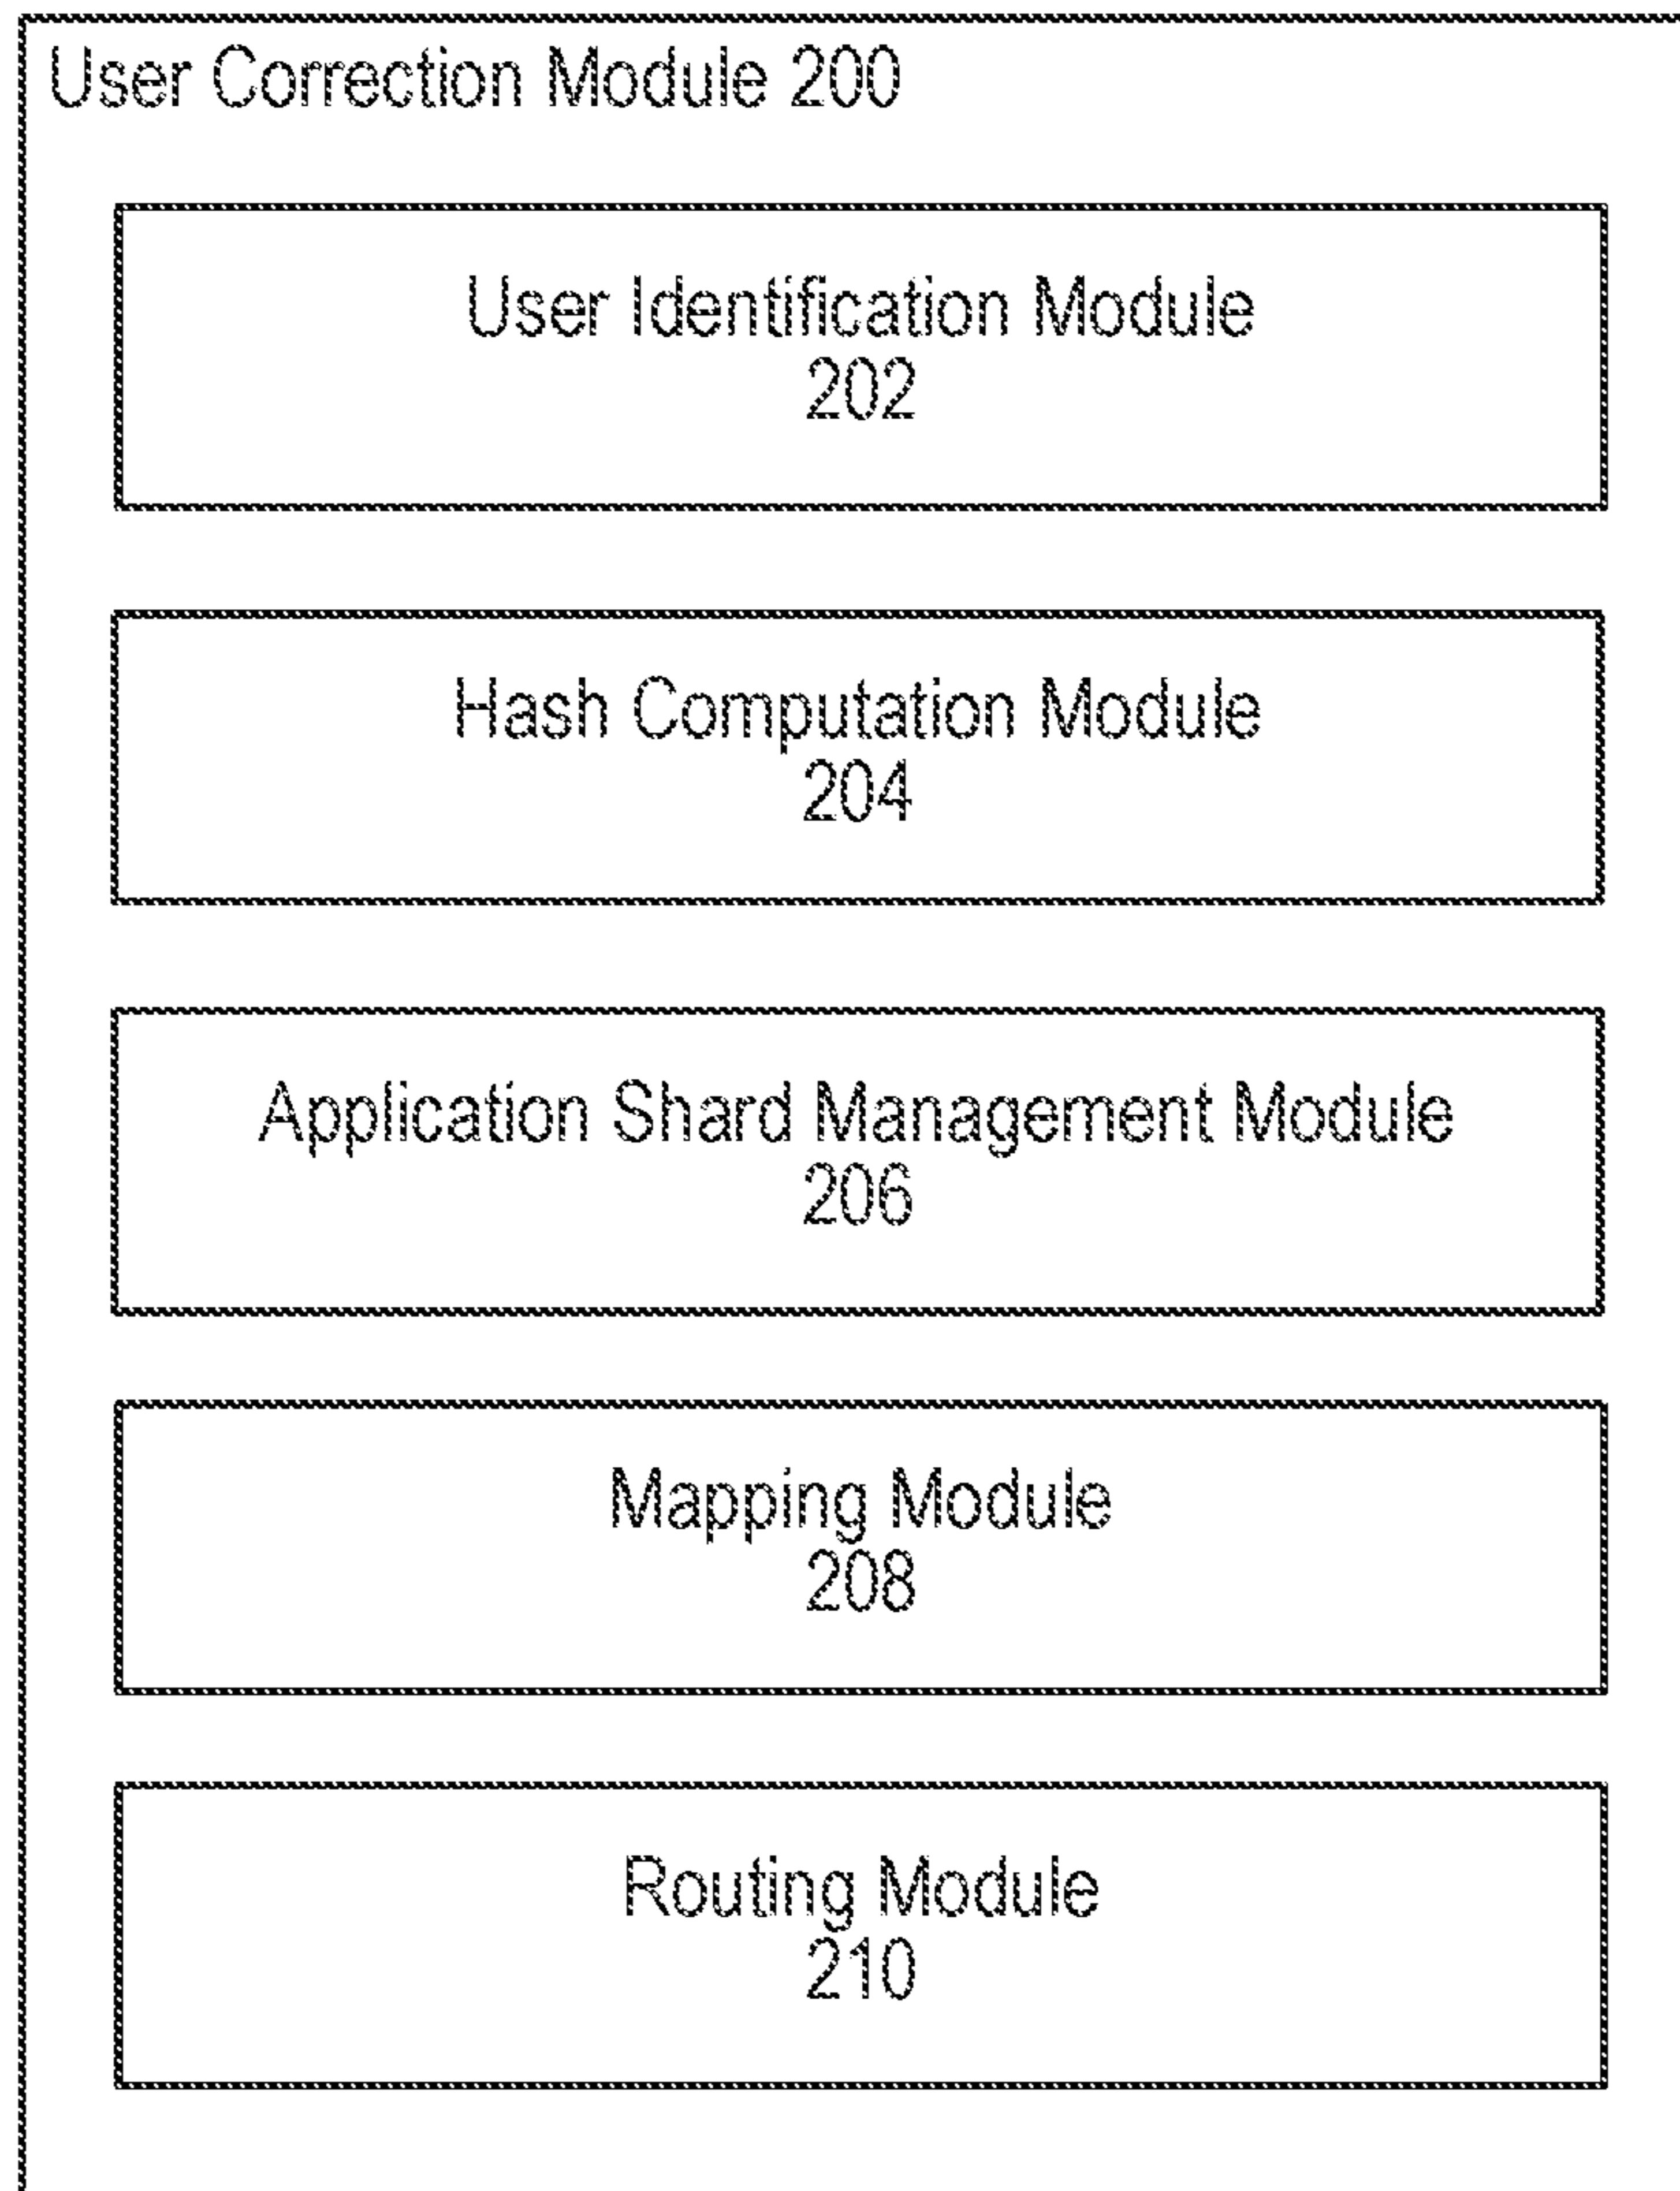 User Correction Module 200
User Identification Module
202
Hash Computation Module
204
Application Shard Management Module
206
Mapping Module
208
Routing Module
210